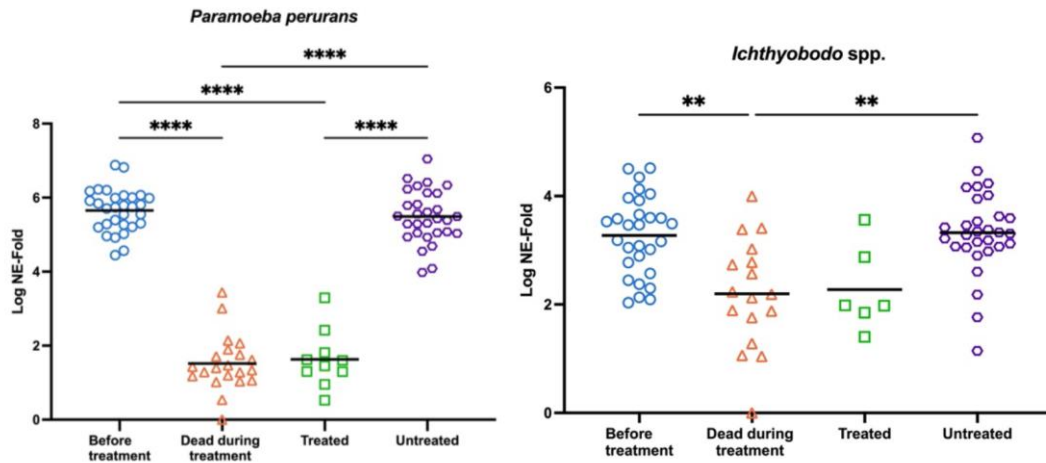 Paramoeba perurans
****
****
**** ****
8
6
4
2
0
Log NE-Fold
Before treatment
Dead during treatment
Treated
Untreated
Ichthyobodo spp.
** **
6
4
2
0
Log NE-Fold
Before treatment
Dead during treatment
Treated
Untreated